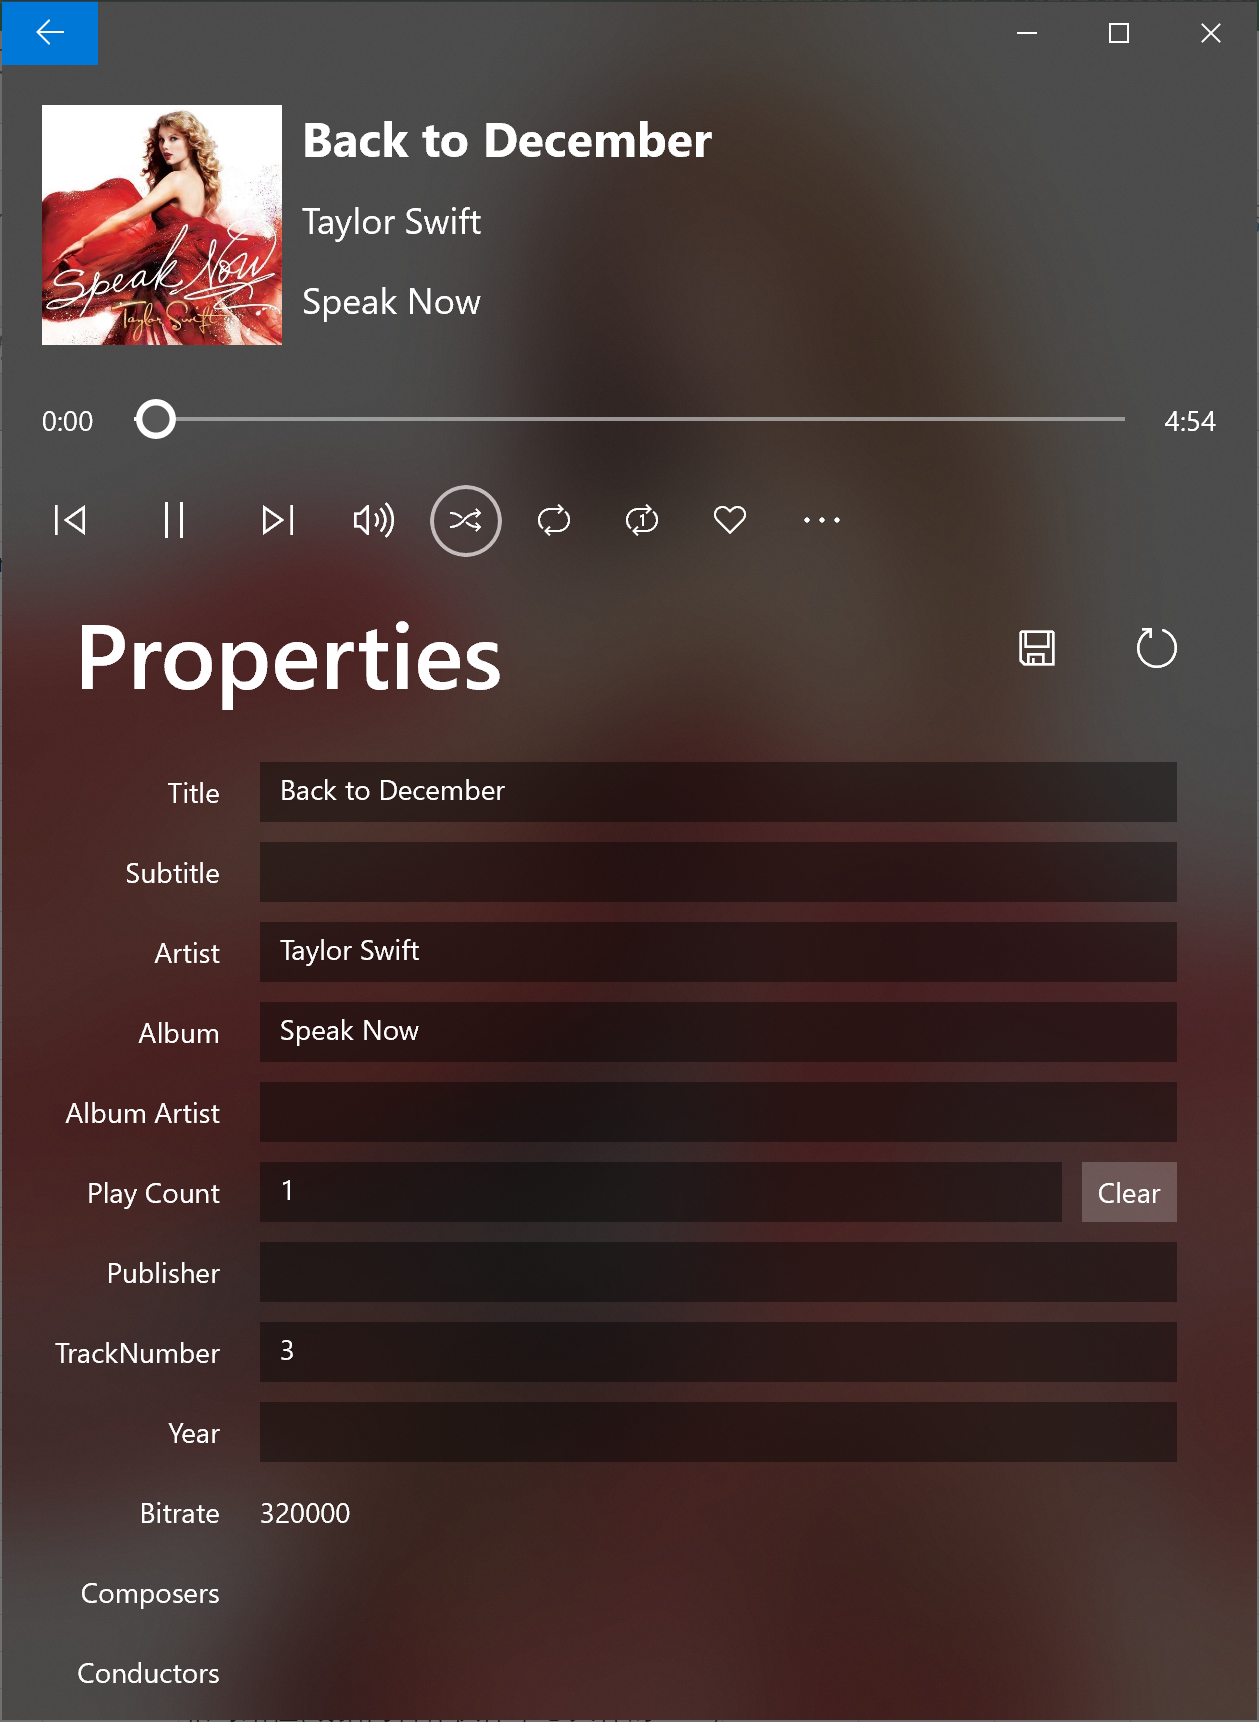 Back to December
Taylor Swift
Speak Now
Speak Now
Taylor Swift
0:00
4:54
1
Properties
Title
Back to December
Subtitle
Artist
Taylor Swift
Album
Speak Now
Album Artist
Play Count
1
Clear
Publisher
TrackNumber
3
Year
Bitrate
320000
Composers
Conductors